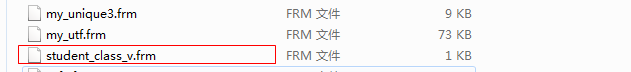 my_unique3.frm FRM 文件 9 KB
my_utf.frm FRM 文件 73 KB
student_class_v.frm FRM 文件 1 KB